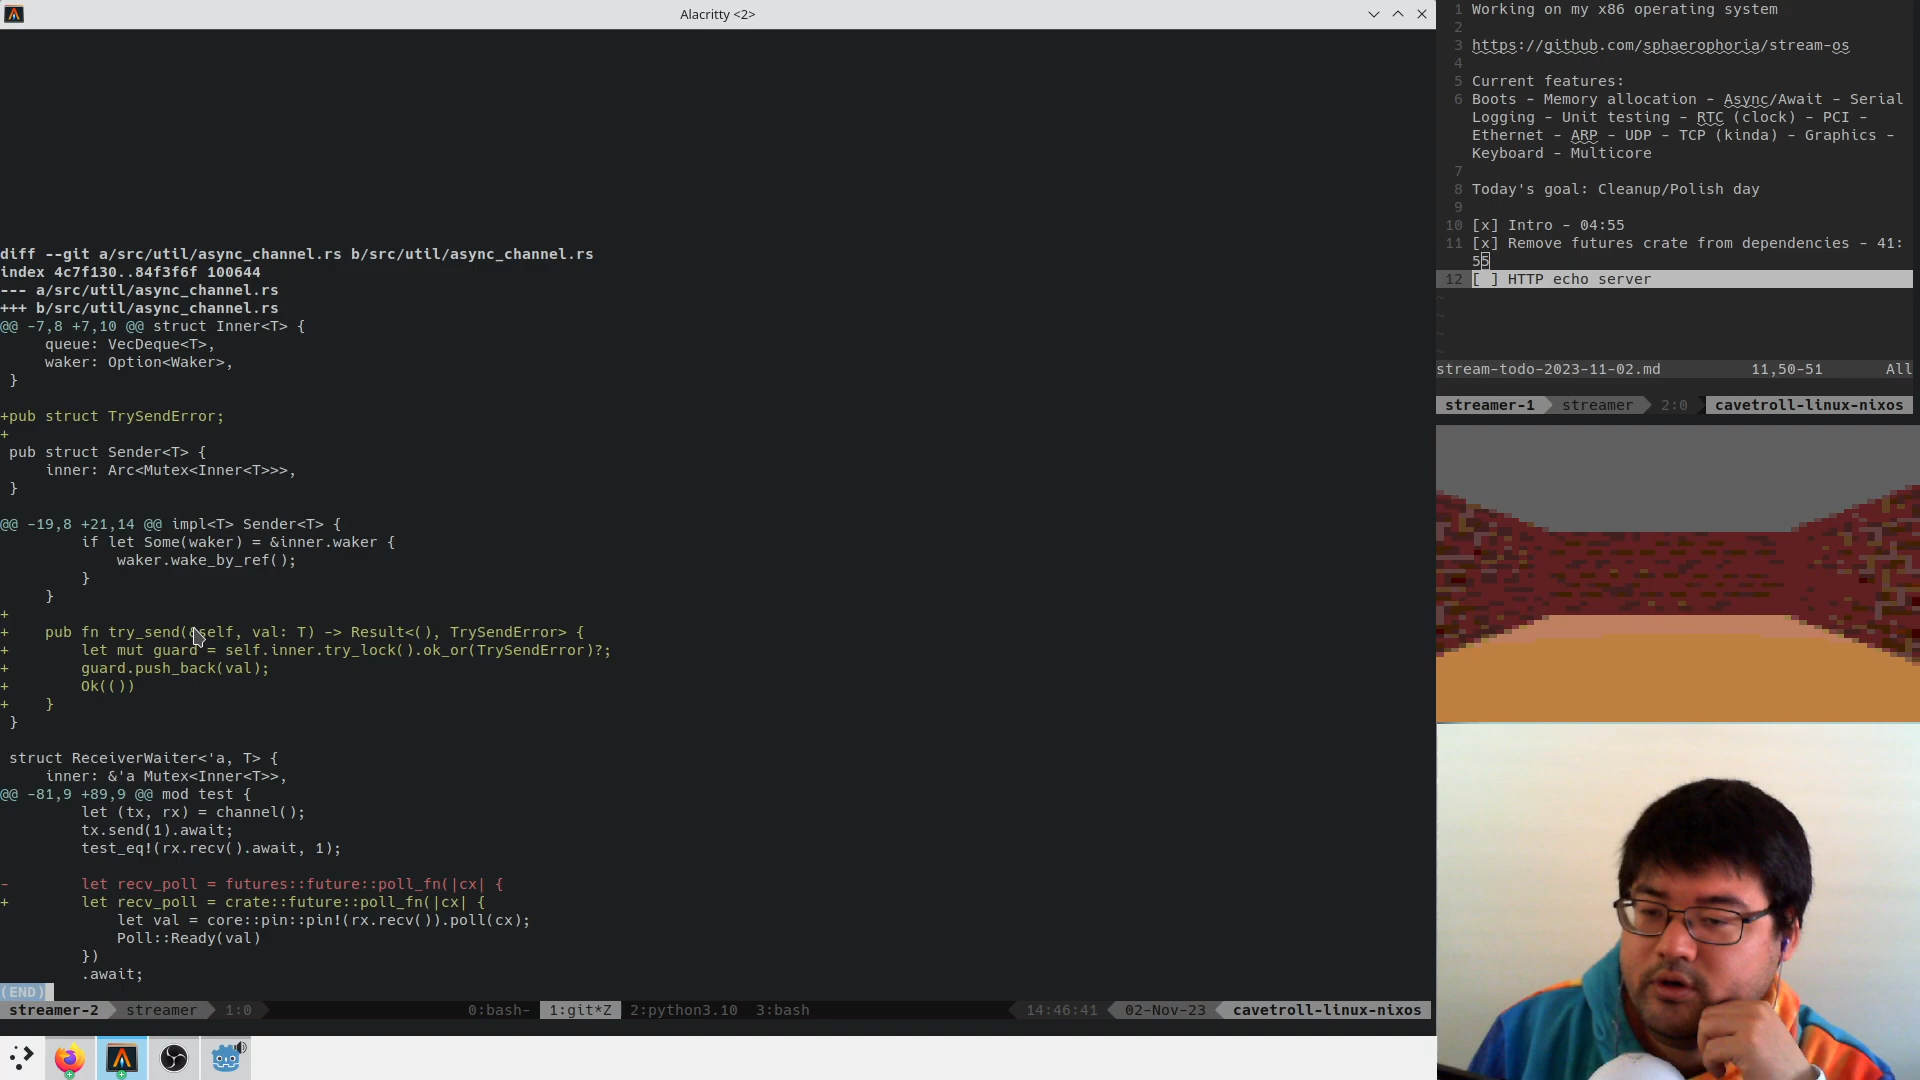 Alacritty <2>
diff --git a/src/util/async_channel.rs b/src/util/async_channel.rs
index 4c7f130..84f3f6f 100644
--- a/src/util/async_channel.rs
+++ b/src/util/async_channel.rs
@@ -7,8 +7,10 @@ struct Inner<T> {
     queue: VecDeque<T>,
     waker: Option<Waker>,
 }
+pub struct TrySendError;
+
 pub struct Sender<T> {
     inner: Arc<Mutex<Inner<T>>>,
 }
@@ -19,8 +21,14 @@ impl<T> Sender<T> {
         if let Some(waker) = &inner.waker {
             waker.wake_by_ref();
         }
     }
+
+    pub fn try_send(&self, val: T) -> Result<(), TrySendError> {
+        let mut guard = self.inner.try_lock().ok_or(TrySendError)?;
+        guard.push_back(val);
+        Ok(())
+    }
 }
 struct ReceiverWaiter<'a, T> {
     inner: &'a Mutex<Inner<T>>,
@@ -81,9 +89,9 @@ mod test {
         let (tx, rx) = channel();
         tx.send(1).await;
         test_eq!(rx.recv().await, 1);
-        let recv_poll = futures::future::poll_fn(|cx| {
+        let recv_poll = crate::future::poll_fn(|cx| {
             let val = core::pin::pin!(rx.recv()).poll(cx);
             Poll::Ready(val)
         })
         .await;
(END)
streamer-2 streamer 1:0 0:bash- 1:git*Z 2:python3.10 3:bash 14:46:41 02-Nov-23 cavetroll-linux-nixos
1 Working on my x86 operating system
2
3 https://github.com/sphaerophoria/stream-os
4
5 Current features:
6 Boots - Memory allocation - Async/Await - Serial
Logging - Unit testing - RTC (clock) - PCI -
Ethernet - ARP - UDP - TCP (kinda) - Graphics -
Keyboard - Multicore
7
8 Today's goal: Cleanup/Polish day
9
10 [x] Intro - 04:55
11 [x] Remove futures crate from dependencies - 41:
55
12 [ ] HTTP echo server
~
~
~
~
stream-todo-2023-11-02.md 11,50-51 All
streamer-1 streamer 2:0 cavetroll-linux-nixos